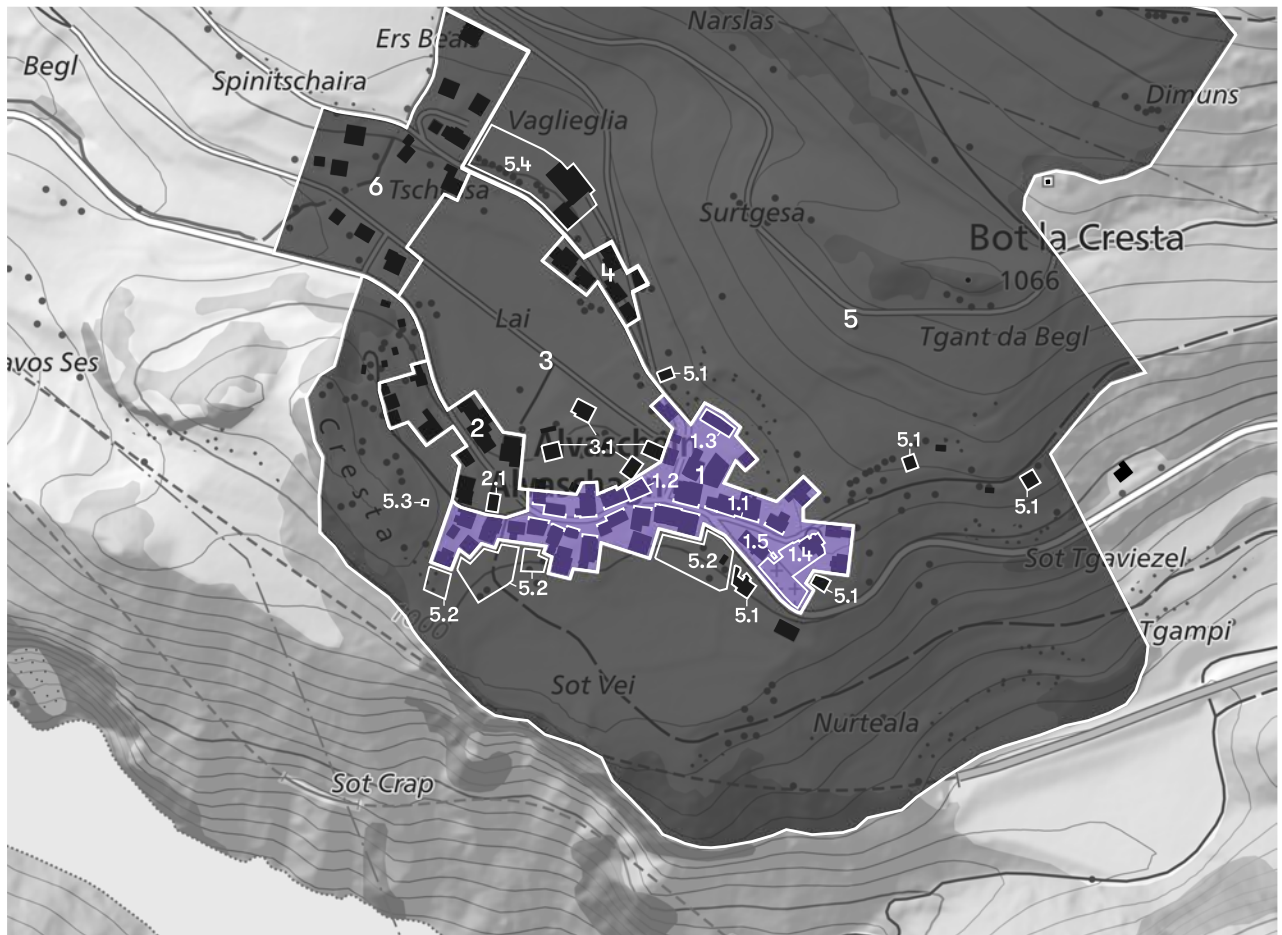 Narslas
Ers Beals
Begl
Spinitschaira
Dimuns
Vaglieglia
5.4
6
Tschessa
Surtgesa
Bot la Cresta
4
1066
5
Lai
Tgant da Begl
3
avos Ses
5.1
2
1.3
5.1
3.1
Cresta
1
2.1
1.2
5.3
1.1
5.1
1.5
1.4
5.2
Sot Tgaviezel
5.2
5.2
5.1
5.1
1000
Tgampi
Sot Vei
Nurteala
Sot Crap